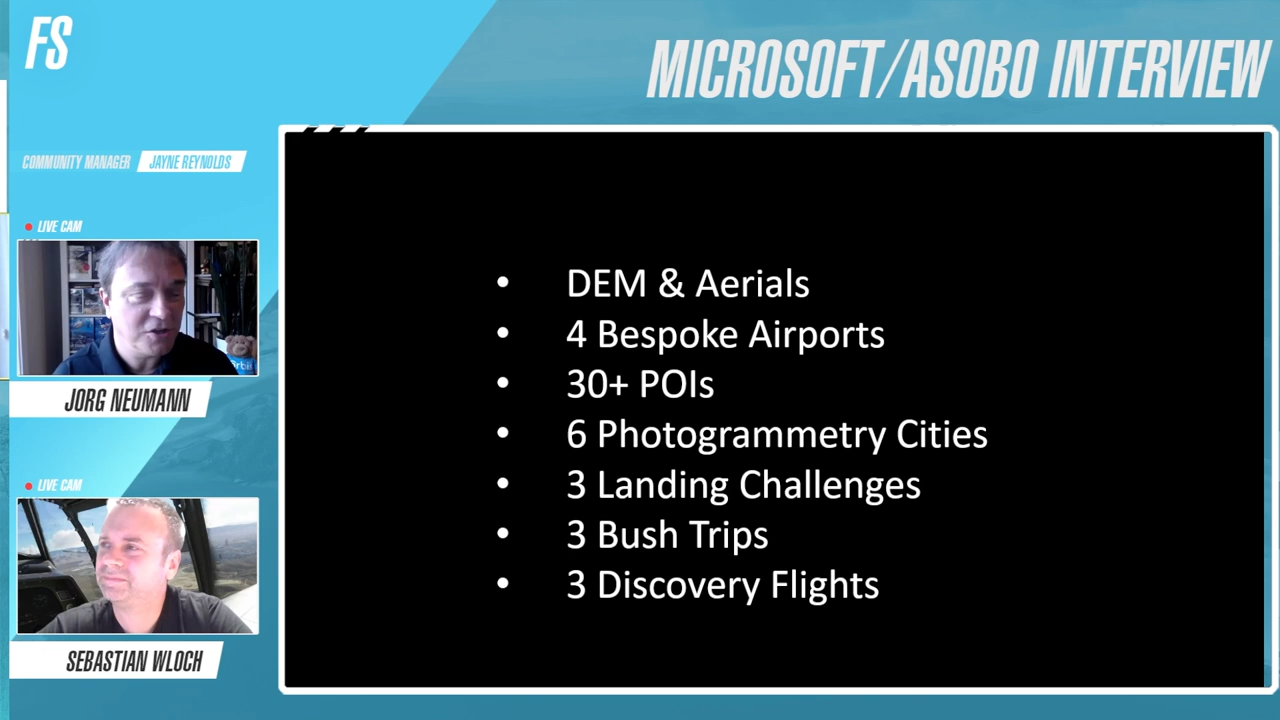 FS
MICROSOFT/ASOBO INTERVIEW
COMMUNITY MANAGER JAYNE REYNOLDS
LIVE CAM
JORG NEUMANN
LIVE CAM
SEBASTIAN WLOCH
• DEM & Aerials
• 4 Bespoke Airports
• 30+ POIs
• 6 Photogrammetry Cities
• 3 Landing Challenges
• 3 Bush Trips
• 3 Discovery Flights